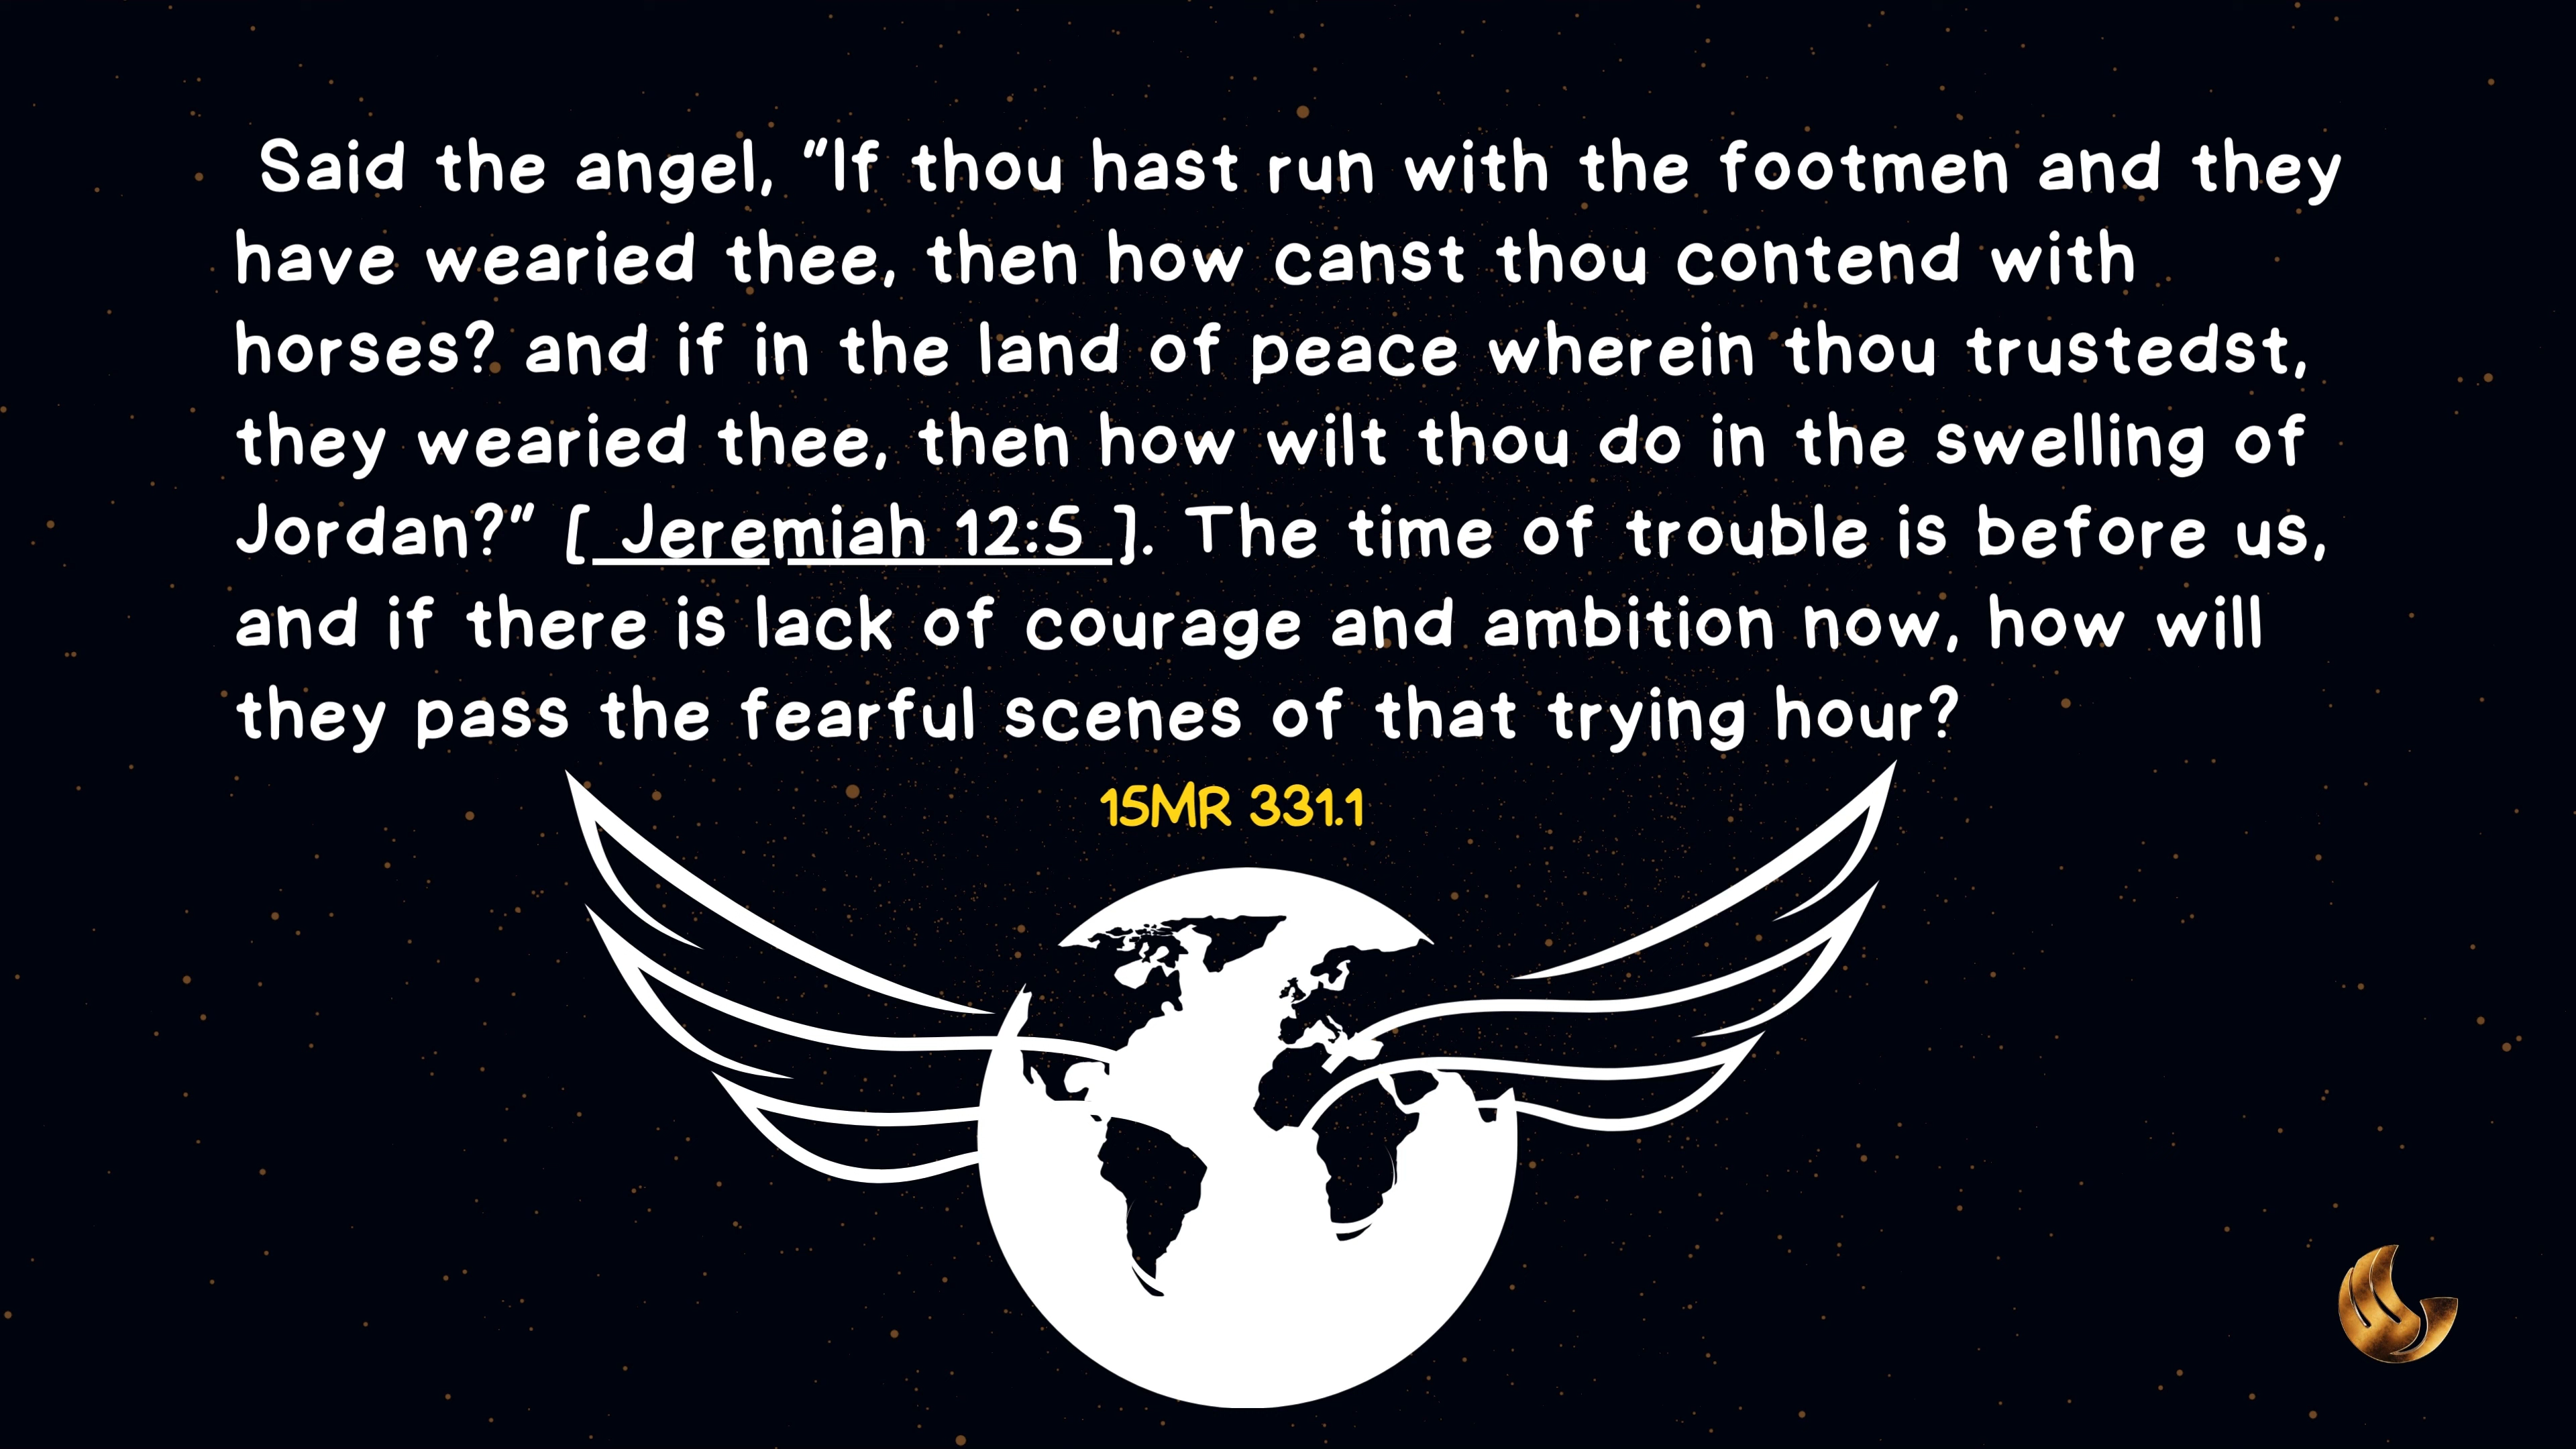 Said the angel, "If thou hast run with the footmen and they
have wearied thee, then how canst thou contend with
horses? and if in the land of peace wherein thou trustedst,
they wearied thee, then how wilt thou do in the swelling of
Jordan?" [ Jeremiah 12:5 ]. The time of trouble is before us,
and if there is lack of courage and ambition now, how will
they pass the fearful scenes of that trying hour?
15MR 331.1